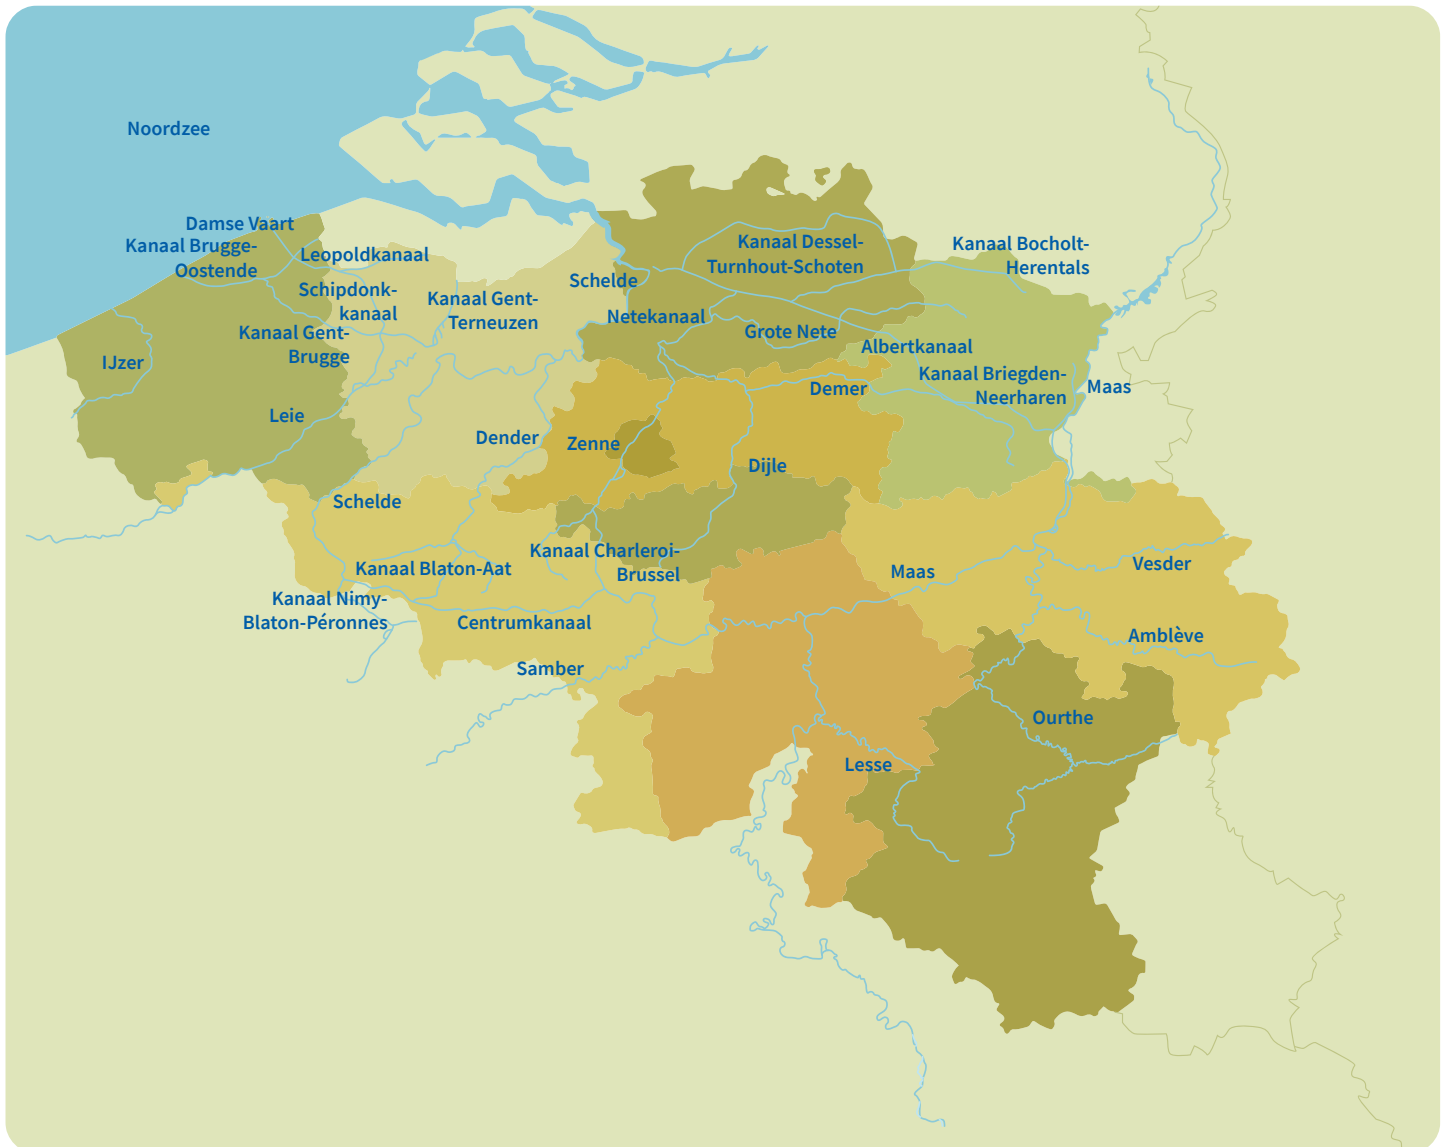 Noordzee
Damse Vaart
Kanaal Brugge-
Oostende
Leopoldkanaal
Schipdonk-
kanaal
Kanaal Gent-
Terneuzen
Kanaal Gent-
Brugge
IJzer
Leie
Schelde
Netekanaal
Kanaal Dessel-
Turnhout-Schoten
Kanaal Bocholt-
Herentals
Grote Nete
Albertkanaal
Kanaal Briegden-
Neerharen
Maas
Demer
Dender
Zenne
Dijle
Schelde
Kanaal Charleroi-
Brussel
Kanaal Blaton-Aat
Kanaal Nimy-
Blaton-Péronnes
Centrumkanaal
Samber
Maas
Vesder
Amblève
Ourthe
Lesse